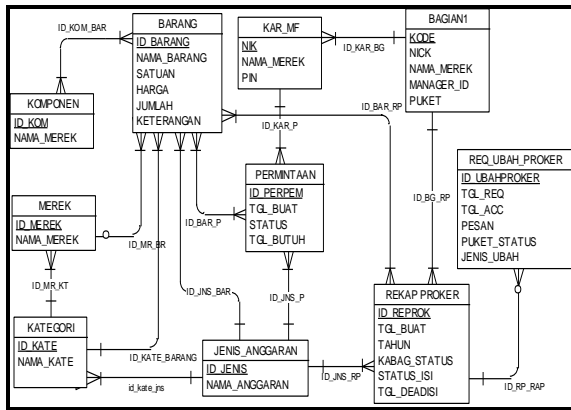 ID_KOM_BAR
BARANG
ID_BARANG
NAMA_BARANG
SATUAN
HARGA
JUMLAH
KETERANGAN
KAR_MF
NIK
NAMA_MEREK
PIN
ID_KAR_BG
BAGIAN1
KODE
NICK
NAMA_MEREK
MANAGER_ID
PUKET
KOMPONEN
ID_KOM
NAMA_MEREK
ID_BAR_RP
ID_KAR_P
REQ_UBAH_PROKER
ID_UBAHPROKER
TGL_REQ
TGL_ACC
PESAN
PUKET_STATUS
JENIS_UBAH
PERMINTAAN
ID_PERPEM
TGL_BUAT
STATUS
TGL_BUTUH
ID_BG_RP
MEREK
ID_MEREK
NAMA_MEREK
ID_BAR_P
ID_MR_BR
ID_MR_KT
ID_JNS_BAR
ID_JNS_P
REKAP PROKER
ID_REPROK
TGL_BUAT
TAHUN
KABAG_STATUS
STATUS_ISI
TGL_DEADISI
KATEGORI
ID_KATE
NAMA_KATE
ID_KATE_BARANG
JENIS_ANGGARAN
ID_JENIS
NAMA_ANGGARAN
id_kate_jns
ID_JNS_RP
ID_RP_RAP